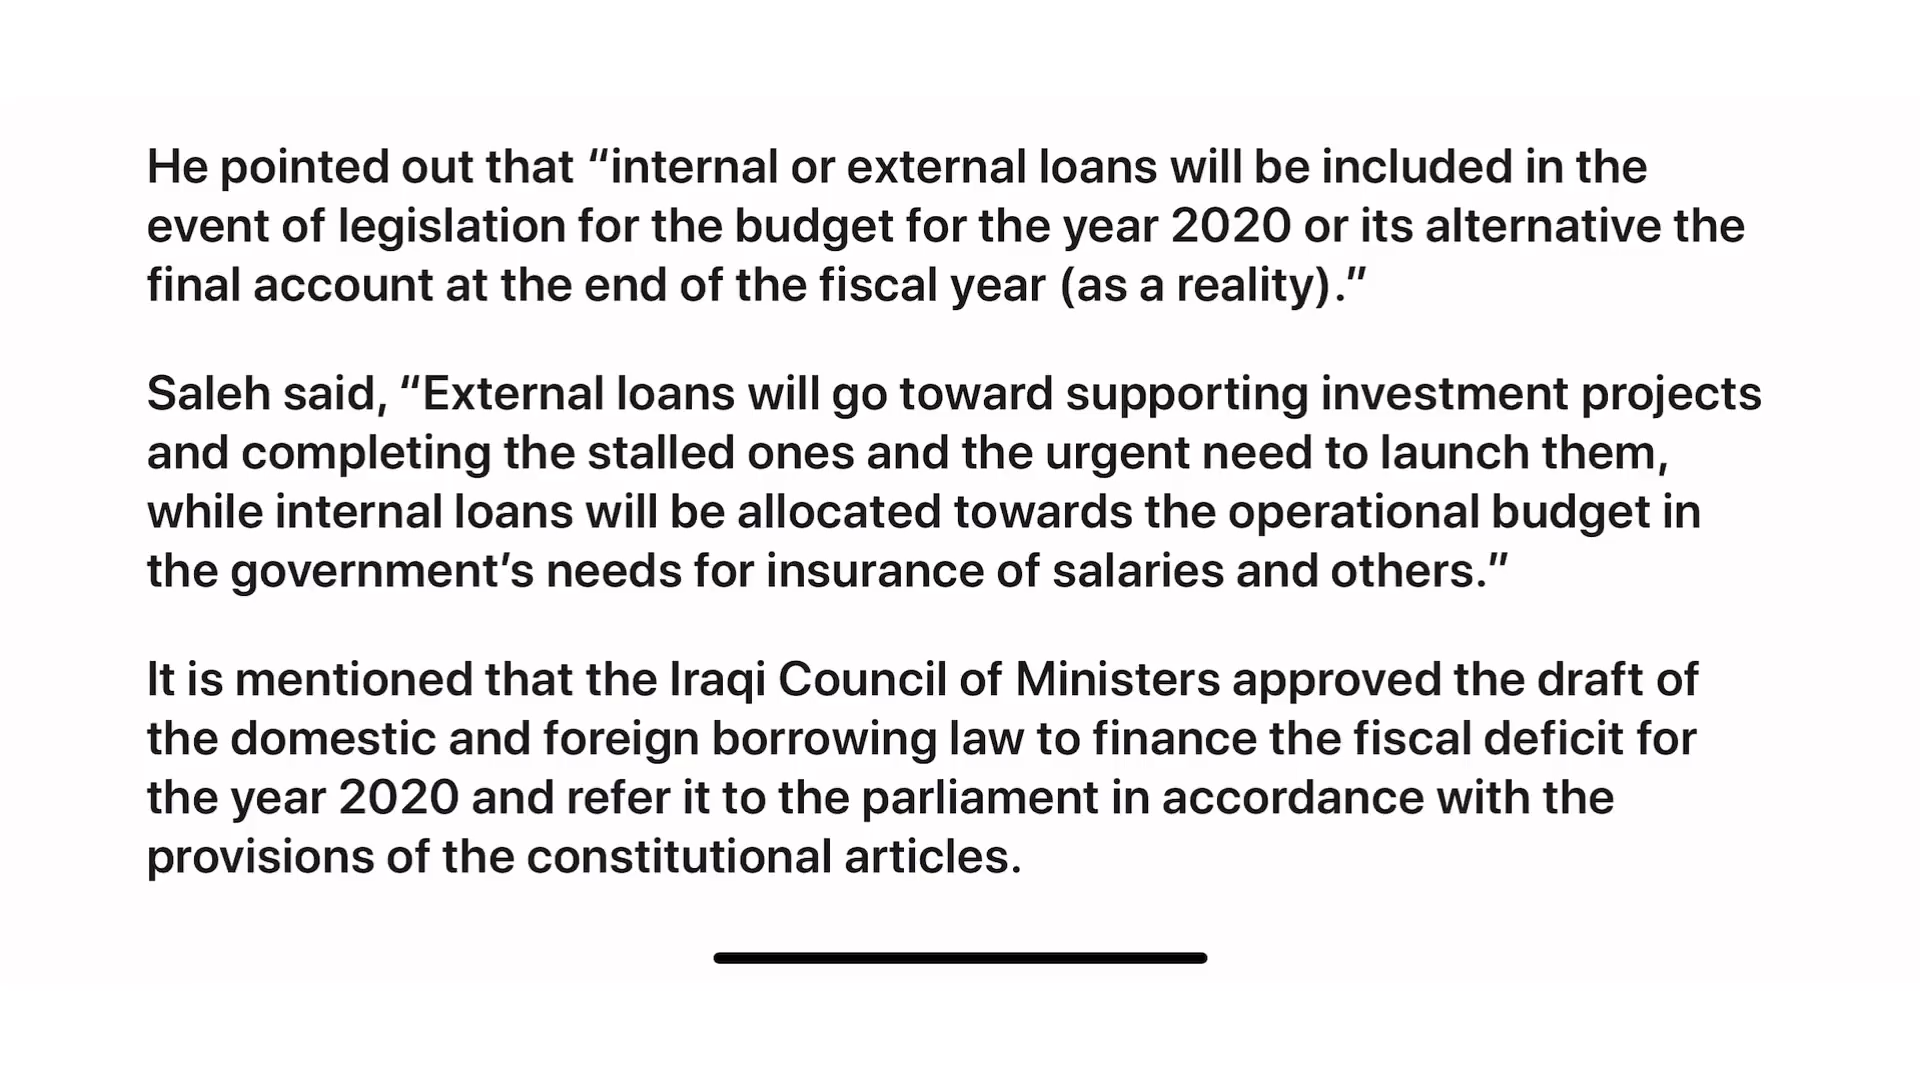 He pointed out that “internal or external loans will be included in the
event of legislation for the budget for the year 2020 or its alternative the
final account at the end of the fiscal year (as a reality).”
Saleh said, “External loans will go toward supporting investment projects
and completing the stalled ones and the urgent need to launch them,
while internal loans will be allocated towards the operational budget in
the government’s needs for insurance of salaries and others.”
It is mentioned that the Iraqi Council of Ministers approved the draft of
the domestic and foreign borrowing law to finance the fiscal deficit for
the year 2020 and refer it to the parliament in accordance with the
provisions of the constitutional articles.